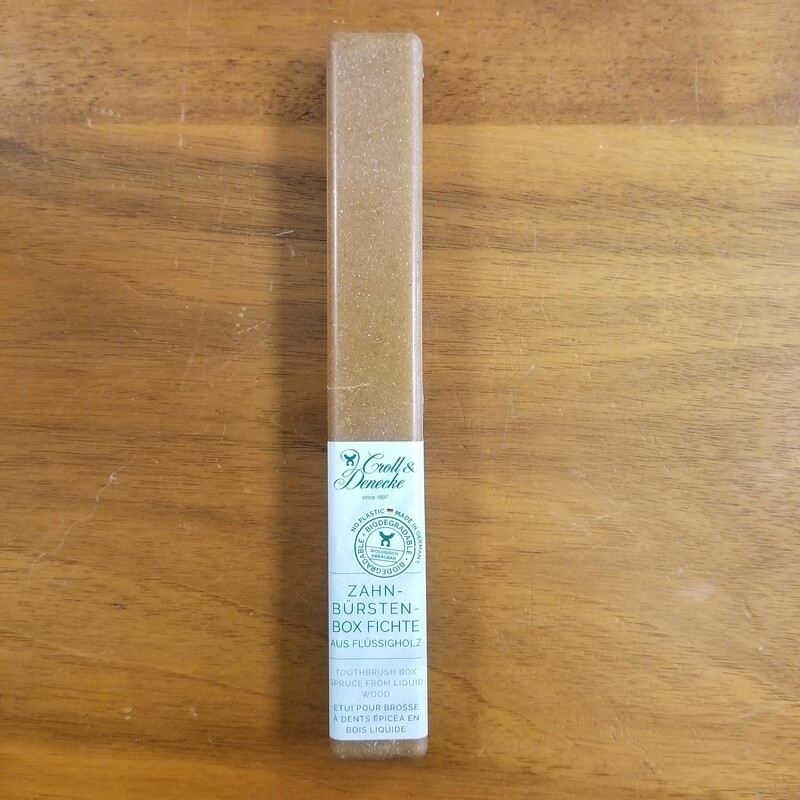 Croll &
Denecke
since 1897
NO PLASTIC MADE IN GERMANY
BIODEGRADABLE • BIODEGRADABLE •
BIOLOGISCH
ABBAUBAR
ZAHN-
BÜRSTEN-
BOX FICHTE
AUS FLÜSSIGHOLZ
TOOTHBRUSH BOX
SPRUCE FROM LIQUID
WOOD
ETUI POUR BROSSE
À DENTS ÉPICÉA EN
BOIS LIQUIDE